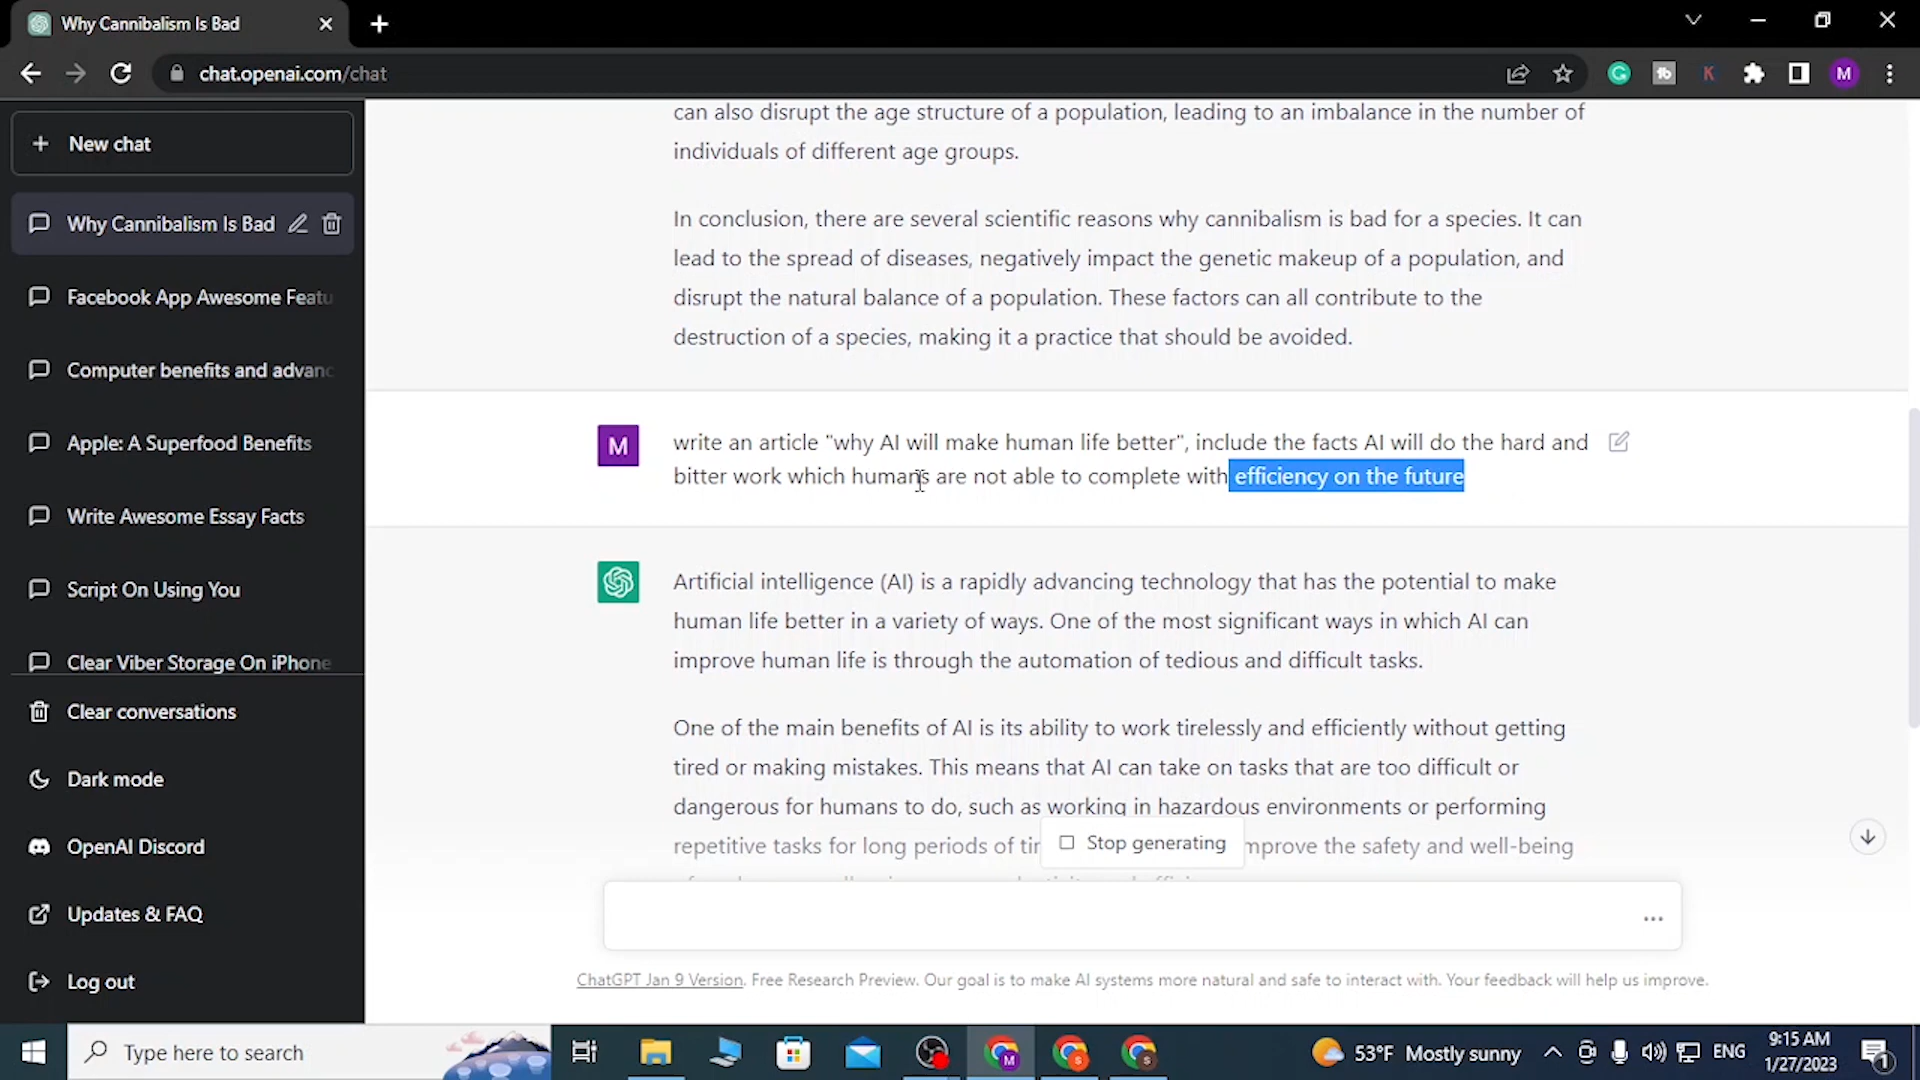 Why Cannibalism Is Bad
chat.openai.com/chat
M
New chat
Why Cannibalism Is Bad
Facebook App Awesome Featu
Computer benefits and advanc
Apple: A Superfood Benefits
Write Awesome Essay Facts
Script On Using You
Clear Viber Storage On iPhone
Clear conversations
Dark mode
OpenAI Discord
Updates & FAQ
Log out
can also disrupt the age structure of a population, leading to an imbalance in the number of
individuals of different age groups.
In conclusion, there are several scientific reasons why cannibalism is bad for a species. It can
lead to the spread of diseases, negatively impact the genetic makeup of a population, and
disrupt the natural balance of a population. These factors can all contribute to the
destruction of a species, making it a practice that should be avoided.
M
write an article "why AI will make human life better", include the facts AI will do the hard and
bitter work which humans are not able to complete with efficiency on the future
Artificial intelligence (AI) is a rapidly advancing technology that has the potential to make
human life better in a variety of ways. One of the most significant ways in which AI can
improve human life is through the automation of tedious and difficult tasks.
One of the main benefits of AI is its ability to work tirelessly and efficiently without getting
tired or making mistakes. This means that AI can take on tasks that are too difficult or
dangerous for humans to do, such as working in hazardous environments or performing
repetitive tasks for long periods of mprove the safety and well-being
Stop generating
ChatGPT Jan 9 Version. Free Research Preview. Our goal is to make AI systems more natural and safe to interact with. Your feedback will help us improve.
Type here to search
53°F Mostly sunny
ENG
9:15 AM
1/27/2023
1